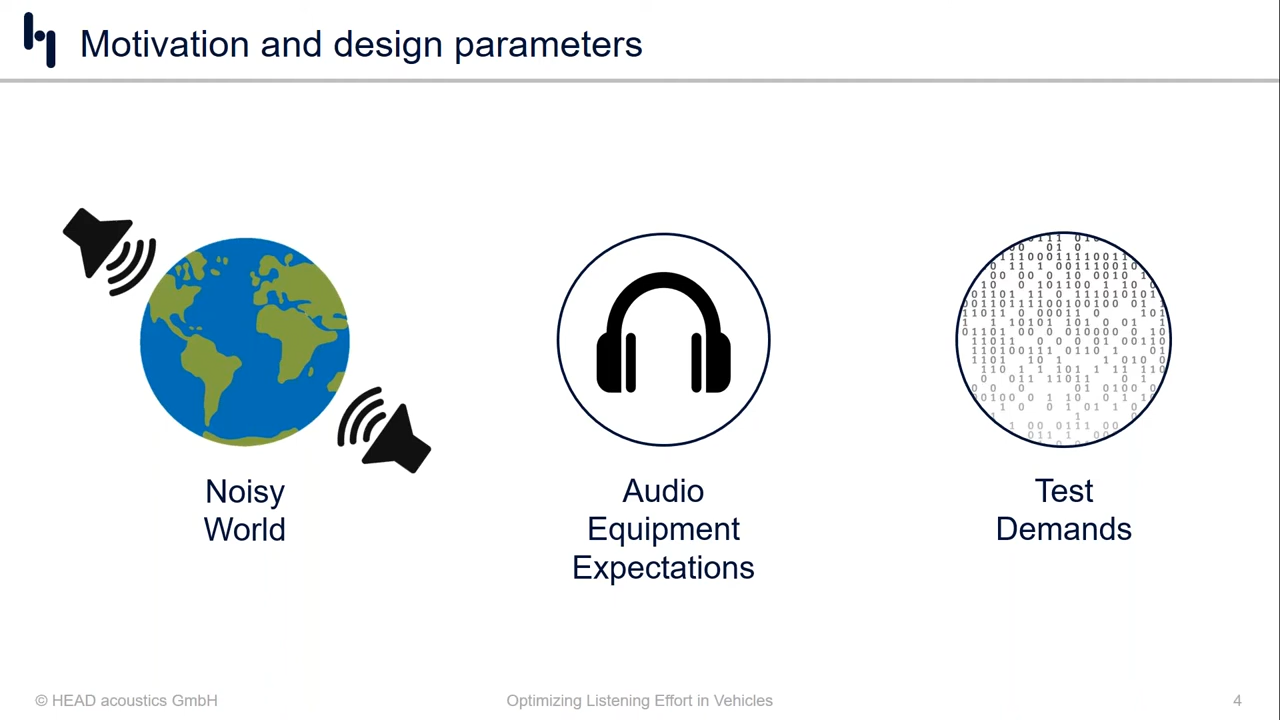 Motivation and design parameters
Noisy
World
Audio
Equipment
Expectations
Test
Demands
© HEAD acoustics GmbH
Optimizing Listening Effort in Vehicles
4